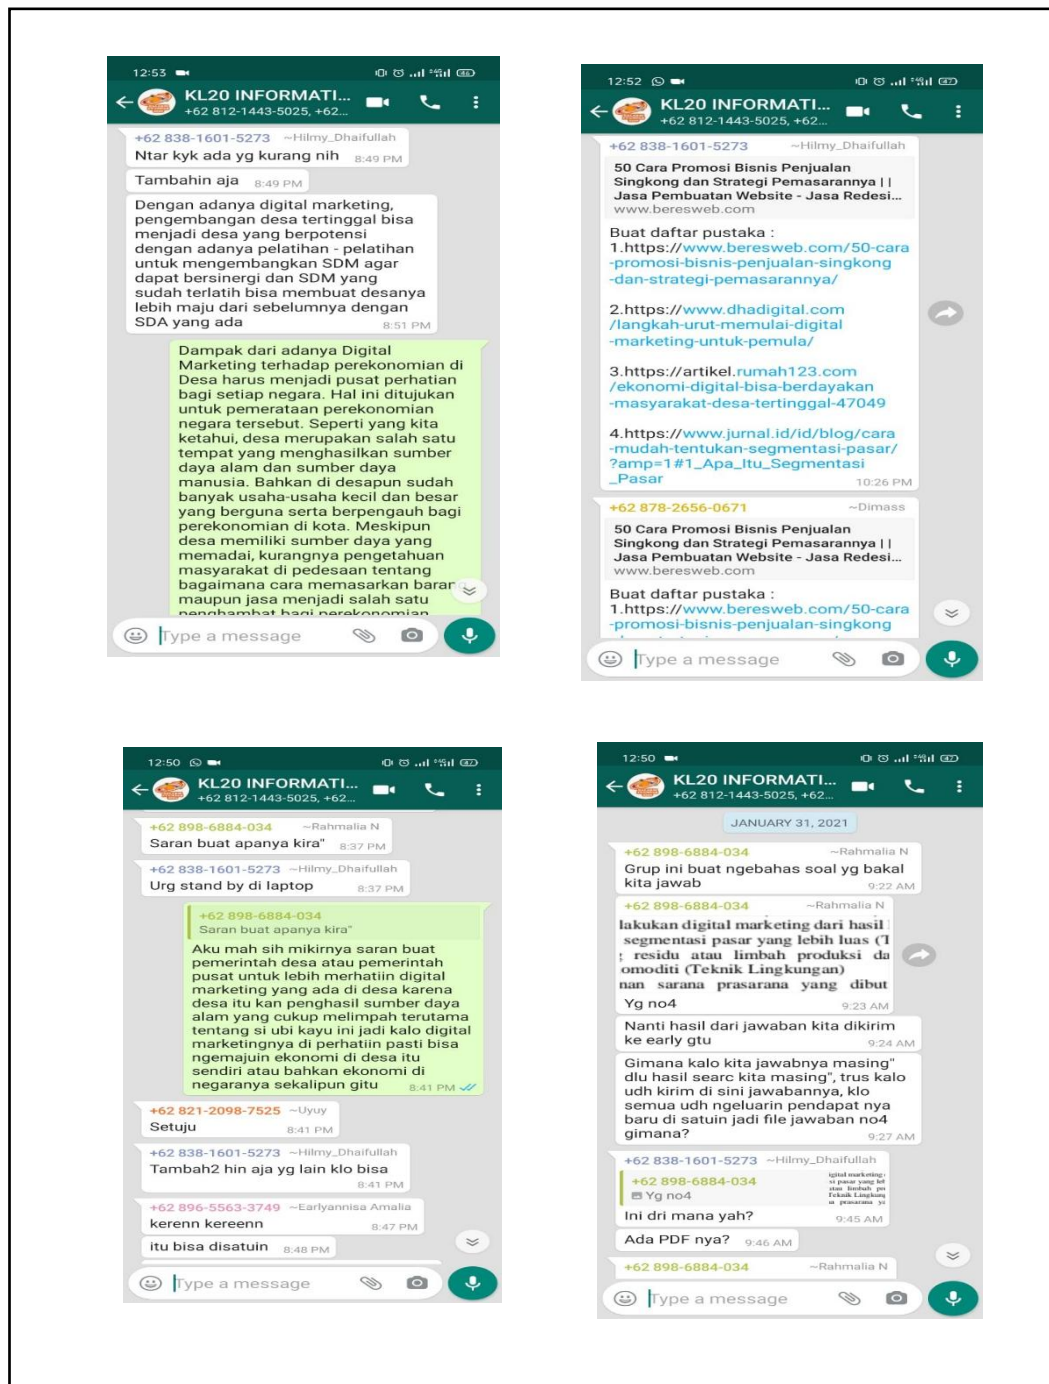 12:53
KL20 INFORMATI...
+62 812-1443-5025, +62...
+62 838-1601-5273 ~Hilmy_Dhaifullah
Ntar kyk ada yg kurang nih 8:49 PM
Tambahin aja 8:49 PM
Dengan adanya digital marketing,
pengembangan desa tertinggal bisa
menjadi desa yang berpotensi
dengan adanya pelatihan - pelatihan
untuk mengembangkan SDM agar
dapat bersinergi dan SDM yang
sudah terlatih bisa membuat desanya
lebih maju dari sebelumnya dengan
SDA yang ada 8:51 PM
Dampak dari adanya Digital
Marketing terhadap perekonomian di
Desa harus menjadi pusat perhatian
bagi setiap negara. Hal ini ditujukan
untuk pemerataan perekonomian
negara tersebut. Seperti yang kita
ketahui, desa merupakan salah satu
tempat yang menghasilkan sumber
daya alam dan sumber daya
manusia. Bahkan di desapun sudah
banyak usaha-usaha kecil dan besar
yang berguna serta berpengauh bagi
perekonomian di kota. Meskipun
desa memiliki sumber daya yang
memadai, kurangnya pengetahuan
masyarakat di pedesaan tentang
bagaimana cara memasarkan barang
maupun jasa menjadi salah satu
penghambat bagi perekonomian
Type a message
12:52
KL20 INFORMATI...
+62 812-1443-5025, +62...
+62 838-1601-5273 ~Hilmy_Dhaifullah
50 Cara Promosi Bisnis Penjualan
Singkong dan Strategi Pemasarannya ||
Jasa Pembuatan Website - Jasa Redesi...
www.beresweb.com
Buat daftar pustaka :
1.https://www.beresweb.com/50-cara
-promosi-bisnis-penjualan-singkong
-dan-strategi-pemasarannya/
2.https://www.dhadigital.com
/langkah-urut-memulai-digital
-marketing-untuk-pemula/
3.https://artikel.rumah123.com
/ekonomi-digital-bisa-berdayakan
-masyarakat-desa-tertinggal-47049
4.https://www.jurnal.id/id/blog/cara
-mudah-tentukan-segmentasi-pasar/
?amp=1#1_Apa_Itu_Segmentasi
_Pasar 10:26 PM
+62 878-2656-0671 ~Dimass
50 Cara Promosi Bisnis Penjualan
Singkong dan Strategi Pemasarannya ||
Jasa Pembuatan Website - Jasa Redesi...
www.beresweb.com
Buat daftar pustaka :
1.https://www.beresweb.com/50-cara
-promosi-bisnis-penjualan-singkong
Type a message
12:50
KL20 INFORMATI...
+62 812-1443-5025, +62...
+62 898-6884-034 ~Rahmalia N
Saran buat apanya kira" 8:37 PM
+62 838-1601-5273 ~Hilmy_Dhaifullah
Urg stand by di laptop 8:37 PM
+62 898-6884-034
Saran buat apanya kira"
Aku mah sih mikirnya saran buat
pemerintah desa atau pemerintah
pusat untuk lebih merhatiin digital
marketing yang ada di desa karena
desa itu kan penghasil sumber daya
alam yang cukup melimpah terutama
tentang si ubi kayu ini jadi kalo digital
marketingnya di perhatiin pasti bisa
ngemajuin ekonomi di desa itu
sendiri atau bahkan ekonomi di
negaranya sekalipun gitu 8:41 PM
+62 821-2098-7525 ~Uyuy
Setuju 8:41 PM
+62 838-1601-5273 ~Hilmy_Dhaifullah
Tambah2 hin aja yg lain klo bisa
8:41 PM
+62 896-5563-3749 ~Earlyannisa Amalia
kerenn kereenn 8:47 PM
itu bisa disatuin 8:48 PM
Type a message
12:50
KL20 INFORMATI...
+62 812-1443-5025, +62...
JANUARY 31, 2021
+62 898-6884-034 ~Rahmalia N
Grup ini buat ngebahas soal yg bakal
kita jawab 9:22 AM
+62 898-6884-034 ~Rahmalia N
lakukan digital marketing dari hasil
segmentasi pasar yang lebih luas (T
residu atau limbah produksi da
omoditi (Teknik Lingkungan)
nan sarana prasarana yang dibut
Yg no4 9:23 AM
Nanti hasil dari jawaban kita dikirim
ke early gtu 9:24 AM
Gimana kalo kita jawabnya masing"
dlu hasil searc kita masing", trus kalo
udh kirim di sini jawabannya, klo
semua udh ngeluarin pendapat nya
baru di satuin jadi file jawaban no4
gimana? 9:27 AM
+62 838-1601-5273 ~Hilmy_Dhaifullah
+62 898-6884-034
Yg no4
Ini dri mana yah? 9:45 AM
Ada PDF nya? 9:46 AM
+62 898-6884-034 ~Rahmalia N
Type a message